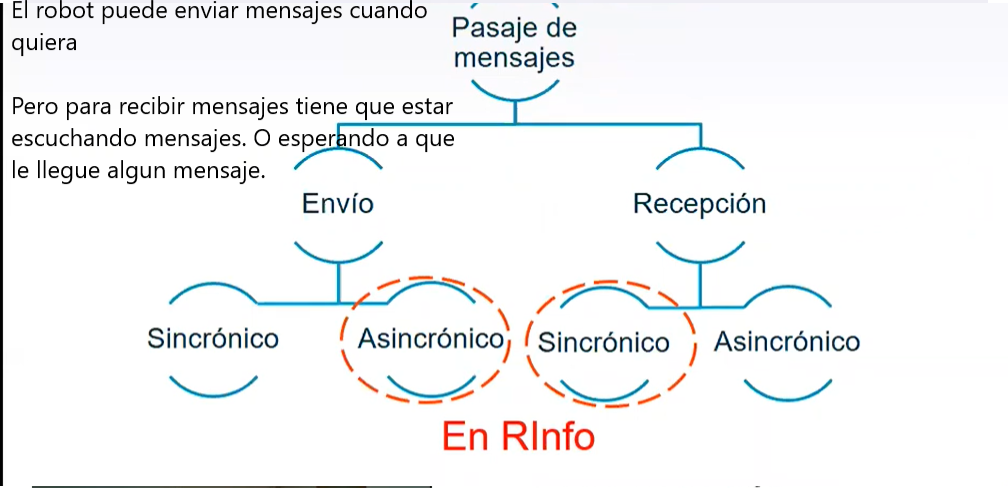 El robot puede enviar mensajes cuando
quiera
Pero para recibir mensajes tiene que estar
escuchando mensajes. O esperando a que
le llegue algun mensaje.
Pasaje de
mensajes
Envío
Recepción
Sincrónico
Asincrónico
Sincrónico
Asincrónico
En RInfo